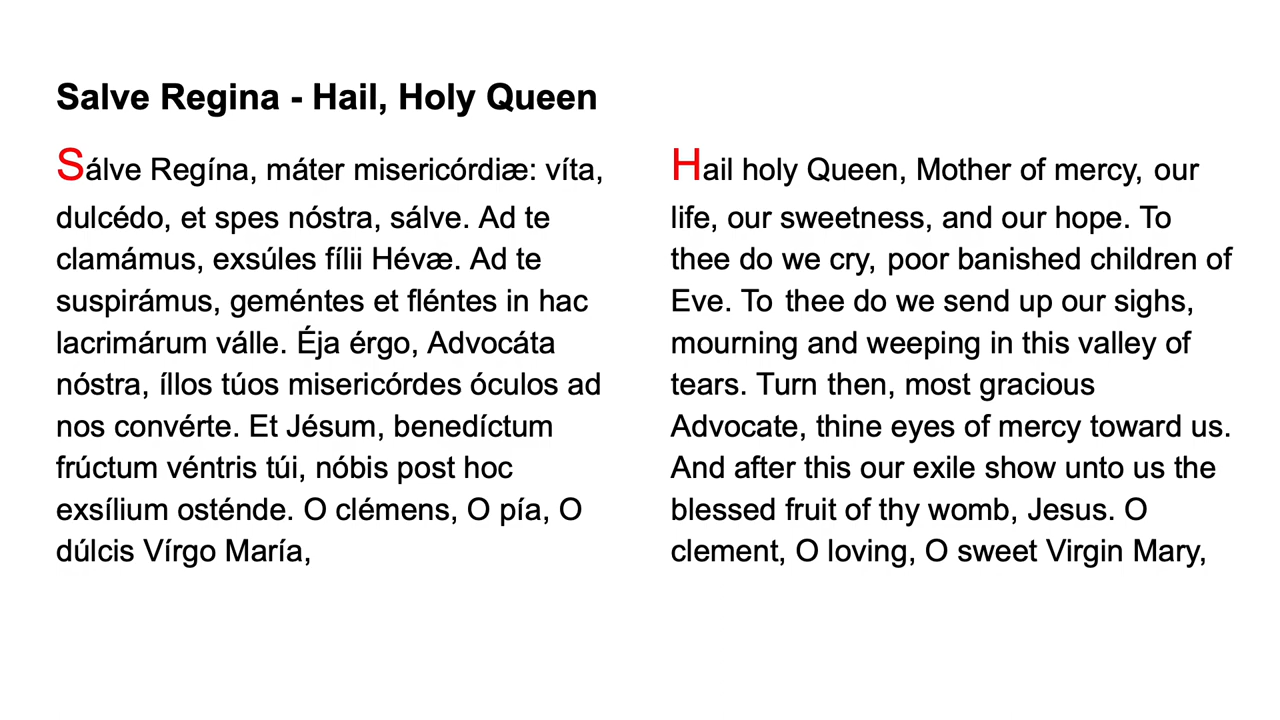 Salve Regina - Hail, Holy Queen
Sálve Regína, máter misericórdiæ: víta,
dulcédo, et spes nóstra, sálve. Ad te
clamámus, exsúles fílii Hévæ. Ad te
suspirámus, geméntes et fléntes in hac
lacrimárum válle. Éja érgo, Advocáta
nóstra, íllos túos misericórdes óculos ad
nos convérte. Et Jésum, benedíctum
frúctum véntris túi, nóbis post hoc
exsílium osténde. O clémens, O pía, O
dúlcis Vírgo María,
Hail holy Queen, Mother of mercy, our
life, our sweetness, and our hope. To
thee do we cry, poor banished children of
Eve. To thee do we send up our sighs,
mourning and weeping in this valley of
tears. Turn then, most gracious
Advocate, thine eyes of mercy toward us.
And after this our exile show unto us the
blessed fruit of thy womb, Jesus. O
clement, O loving, O sweet Virgin Mary,